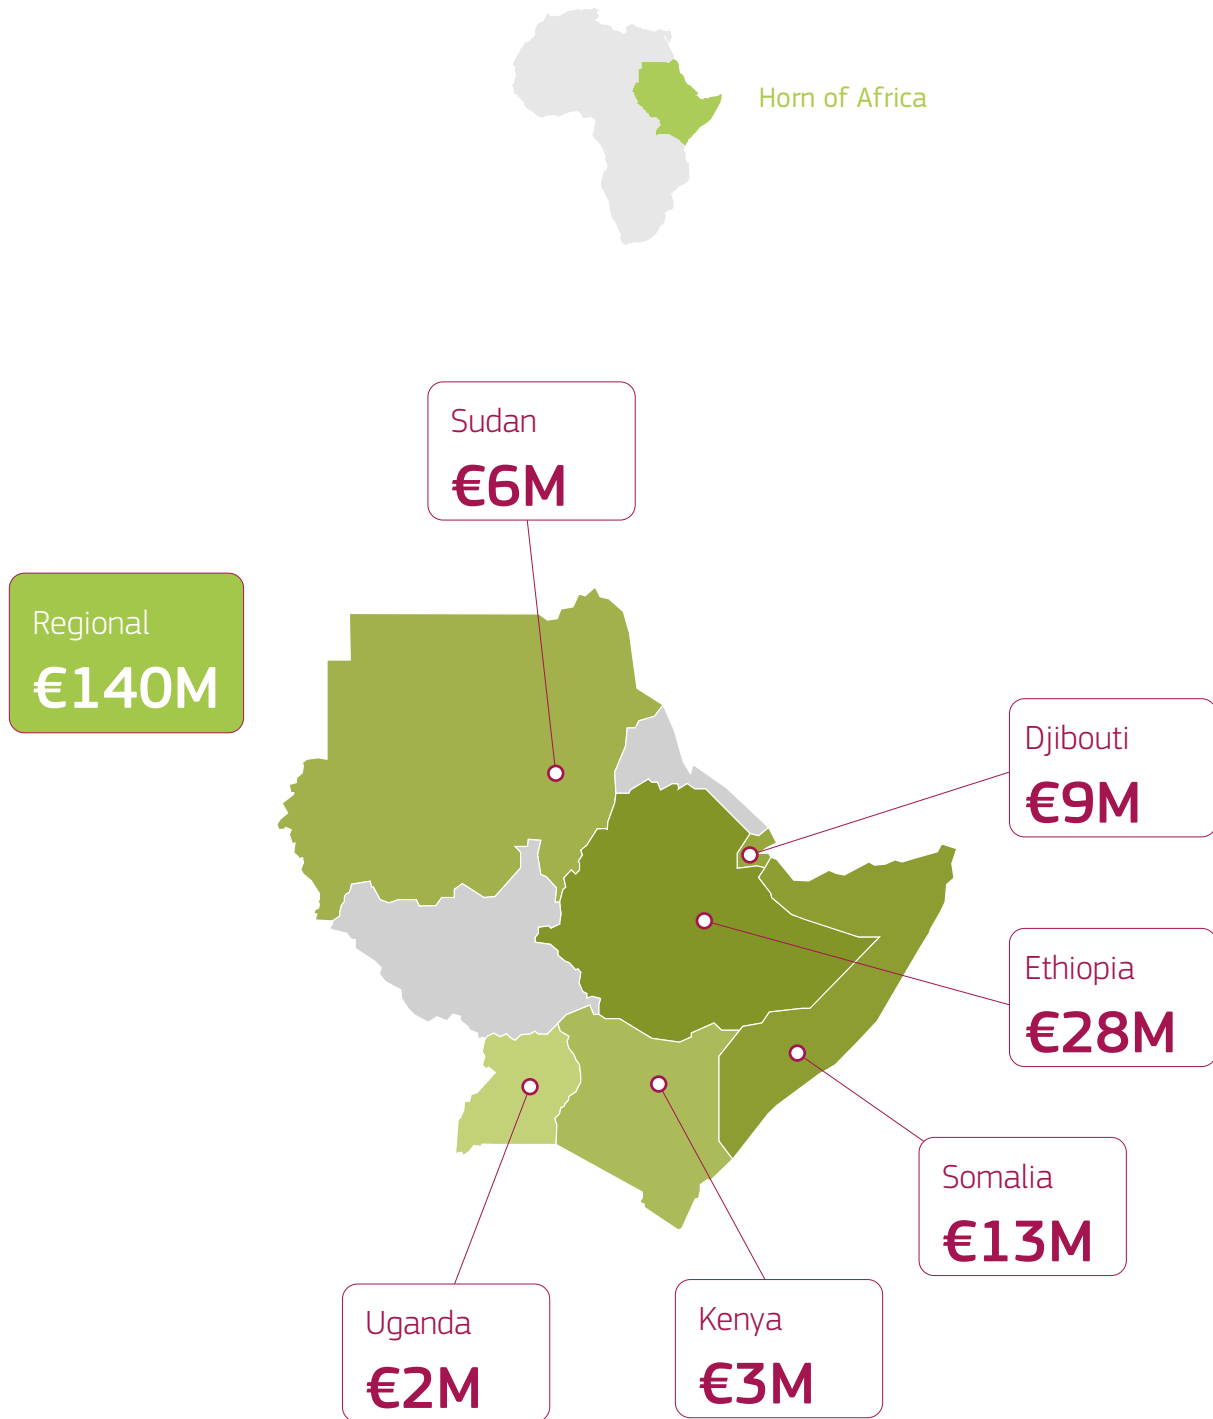 Horn of Africa
Sudan
€6M
Regional
€140M
Djibouti
€9M
Ethiopia
€28M
Somalia
€13M
Kenya
€3M
Uganda
€2M